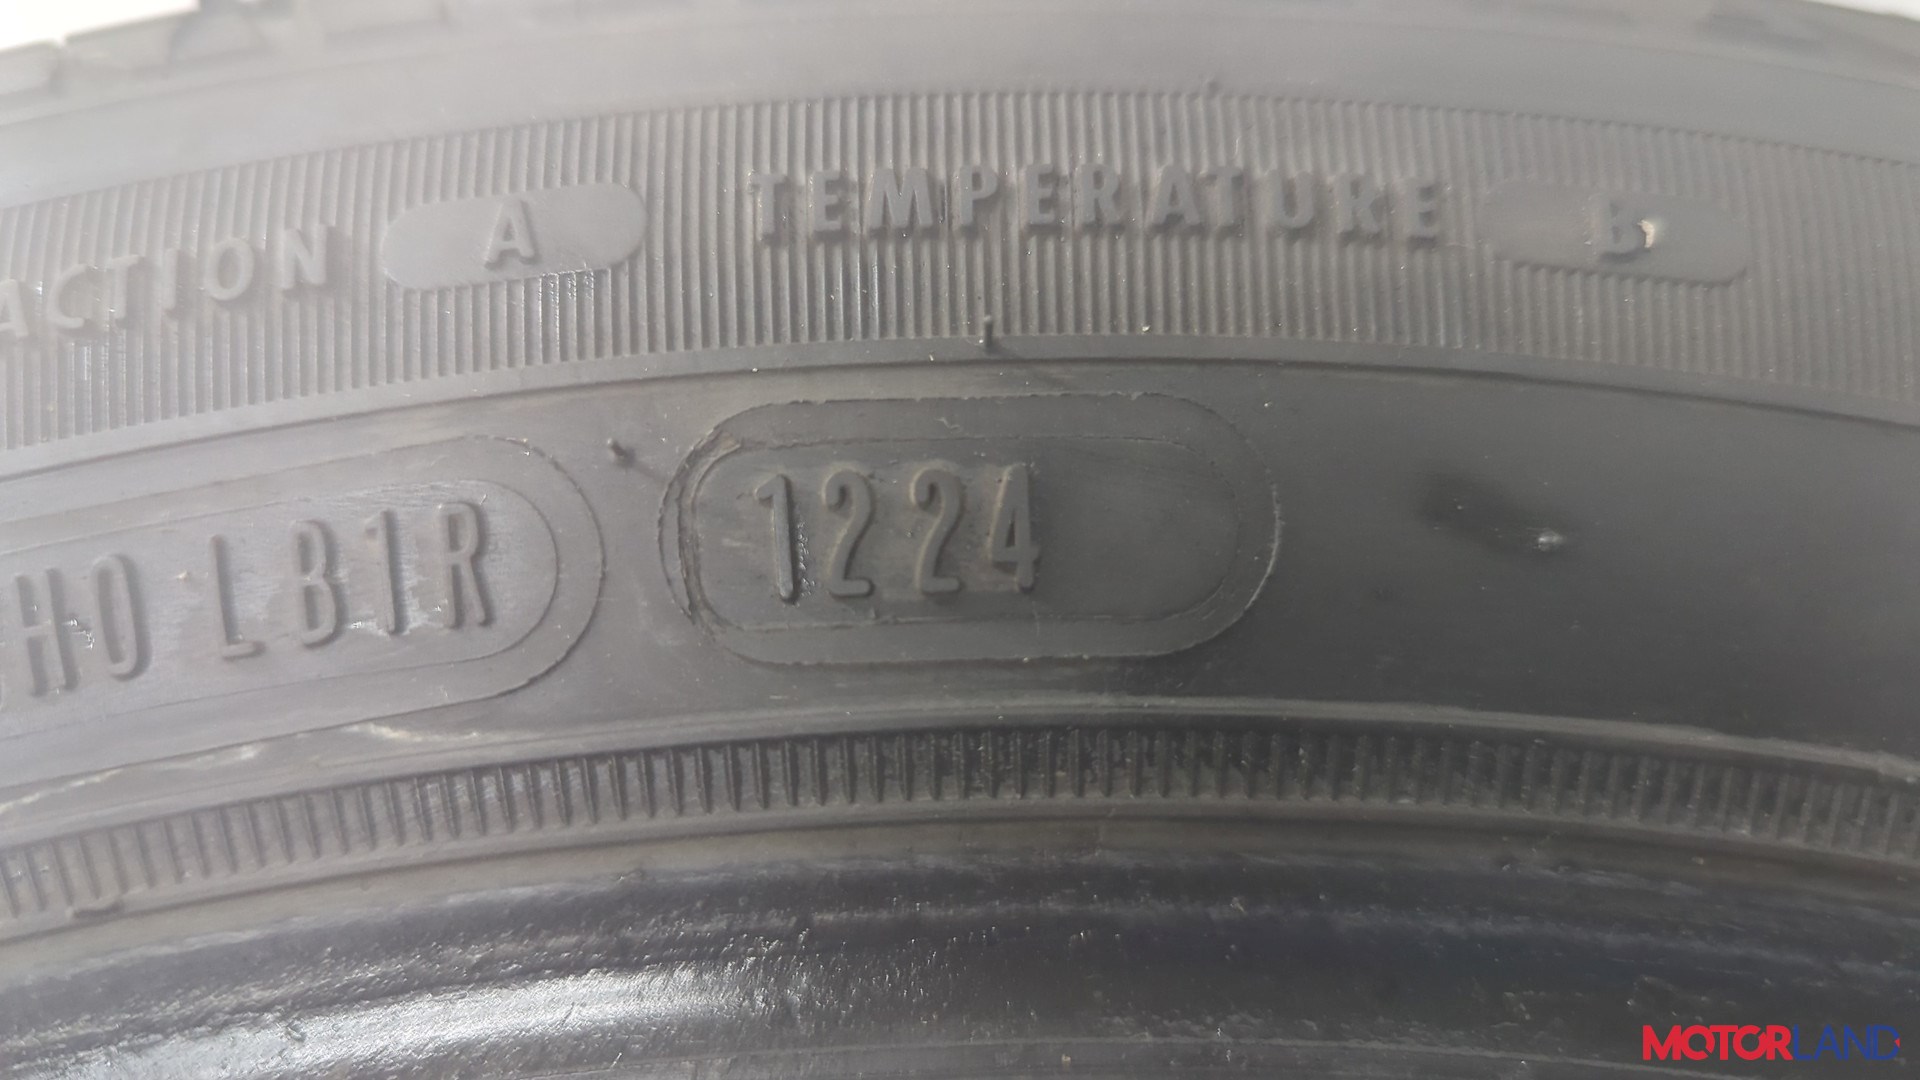 ACTION A TEMPERATURE B
HO LB1R 1224
MOTORLAND